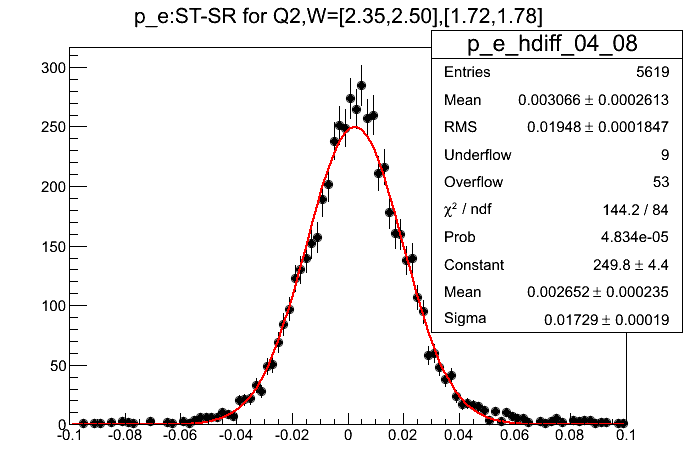 p_e:ST-SR for Q2,W=[2.35,2.50],[1.72,1.78]
p_e_hdiff_04_08
Entries 5619
Mean 0.003066 ± 0.0002613
RMS 0.01948 ± 0.0001847
Underflow 9
Overflow 53
χ² / ndf 144.2 / 84
Prob 4.834e-05
Constant 249.8 ± 4.4
Mean 0.002652 ± 0.000235
Sigma 0.01729 ± 0.00019
300
250
200
150
100
50
0
-0.1 -0.08 -0.06 -0.04 -0.02 0 0.02 0.04 0.06 0.08 0.1